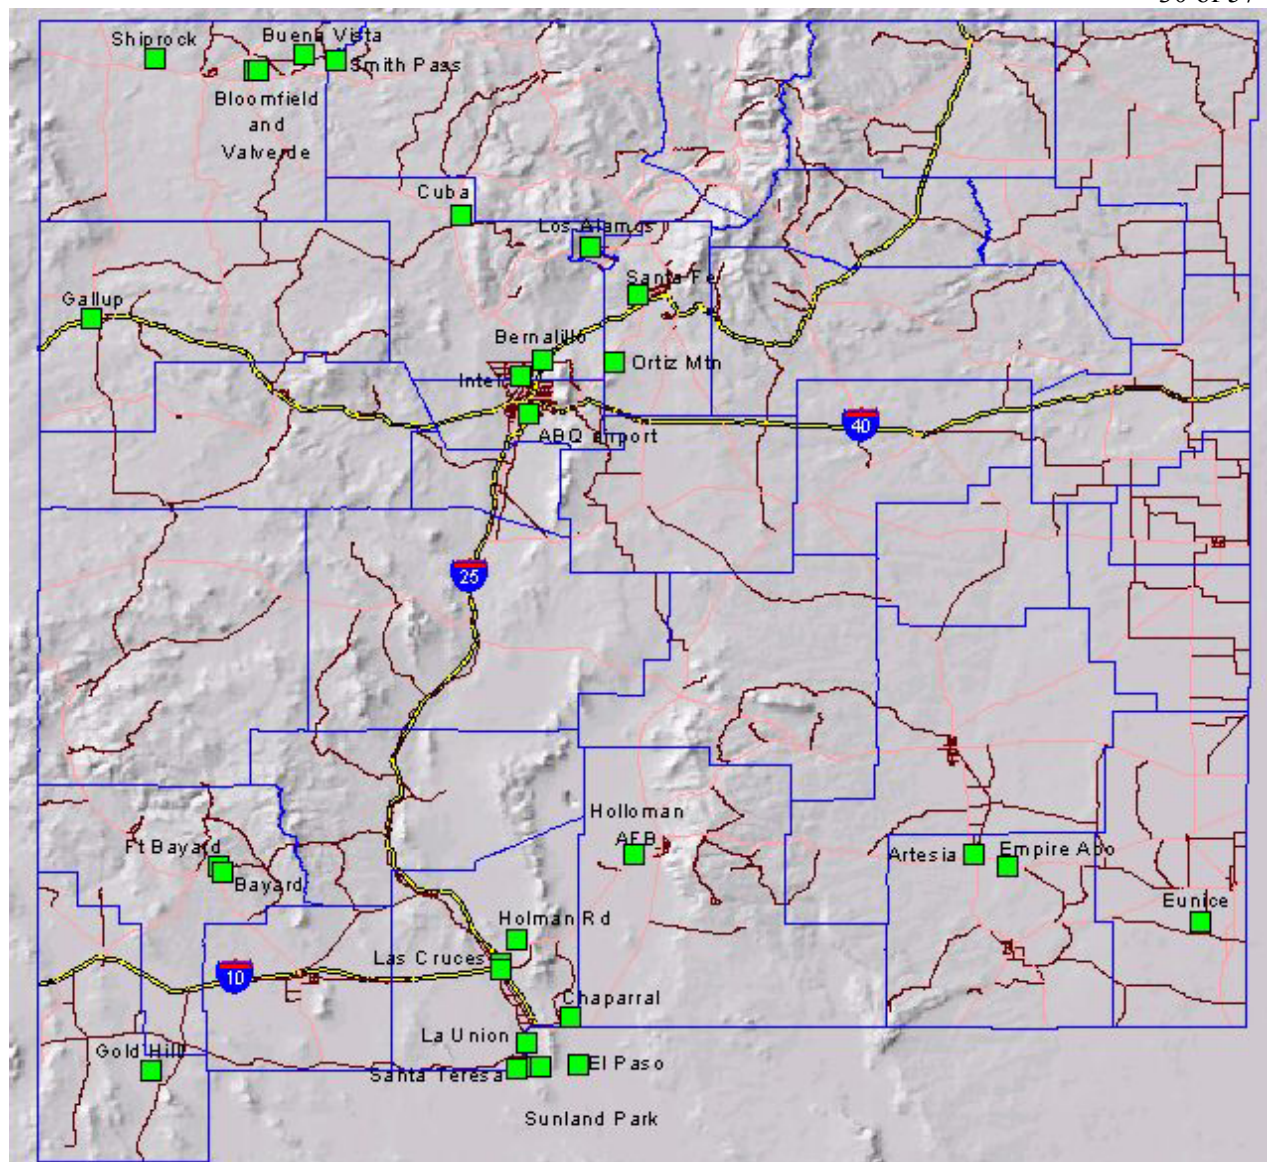 Buena Vista
Shiprock
Smith Pass
Bloomfield
and
Valverde
Cuba
Los Alamos
Santa Fe
Gallup
Bernalillo
Ortiz Mtn
Intel
40
ABQ airport
25
Holloman
AFB
Ft Bayard
Artesia
Empire Abo
Bayard
Eunice
Holman Rd
Las Cruces
10
Chaparral
La Union
Gold Hill
El Paso
Santa Teresa
Sunland Park